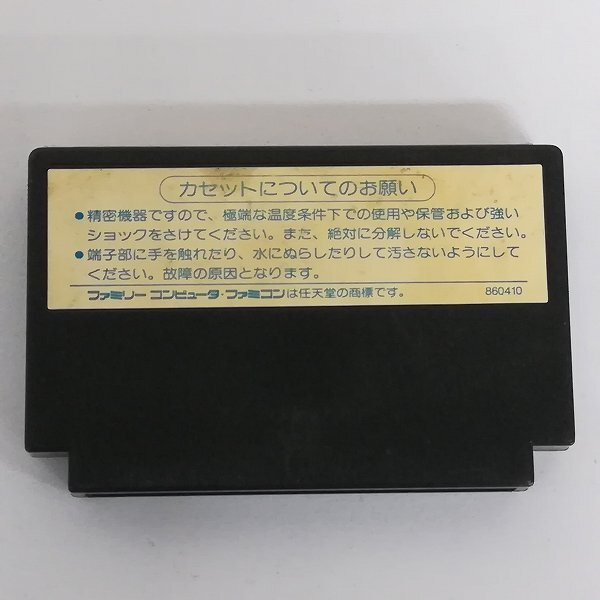 カセットについてのお願い
●精密機器ですので、極端な温度条件下での使用や保管および強い
ショックをさけてください。また、絶対に分解しないでください。
●端子部に手を触れたり、水にぬらしたりして汚さないようにして
ください。故障の原因となります。
ファミリーコンピュータ・ファミコンは任天堂の商標です。 860410